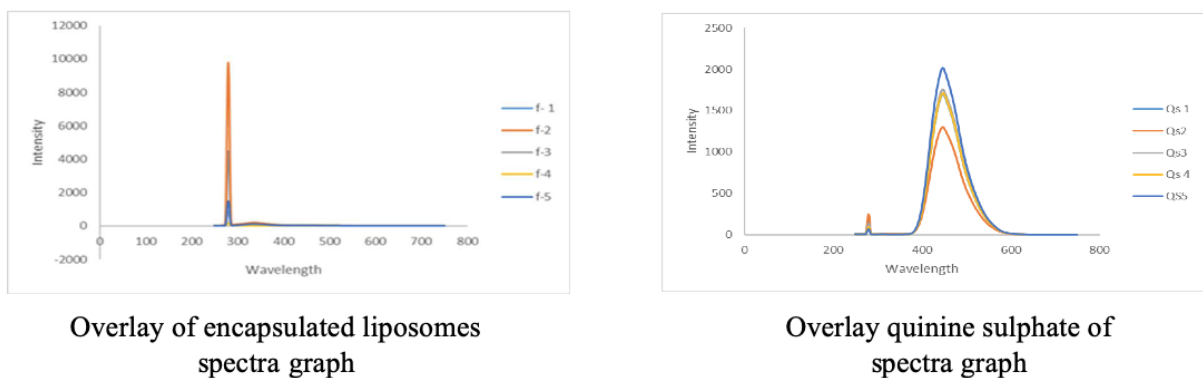 12000
10000
8000
6000
4000
2000
0
-2000
Intensity
0 100 200 300 400 500 600 700 800
Wavelength
f- 1
f-2
f-3
f-4
f-5
Overlay of encapsulated liposomes
spectra graph
2500
2000
1500
1000
500
0
Intensity
0 200 400 600 800
Wavelength
Qs 1
Qs2
Qs3
Qs 4
QS5
Overlay quinine sulphate of
spectra graph